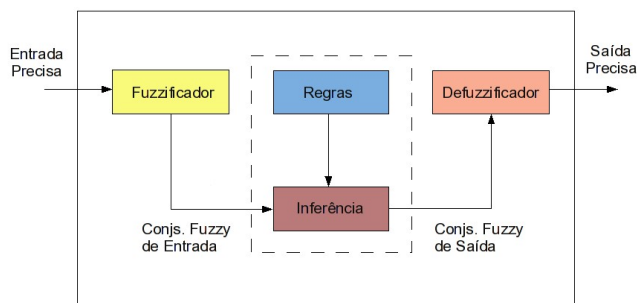 Entrada
Precisa
Fuzzificador
Regras
Defuzzificador
Saída
Precisa
Inferência
Conjs. Fuzzy
de Entrada
Conjs. Fuzzy
de Saída